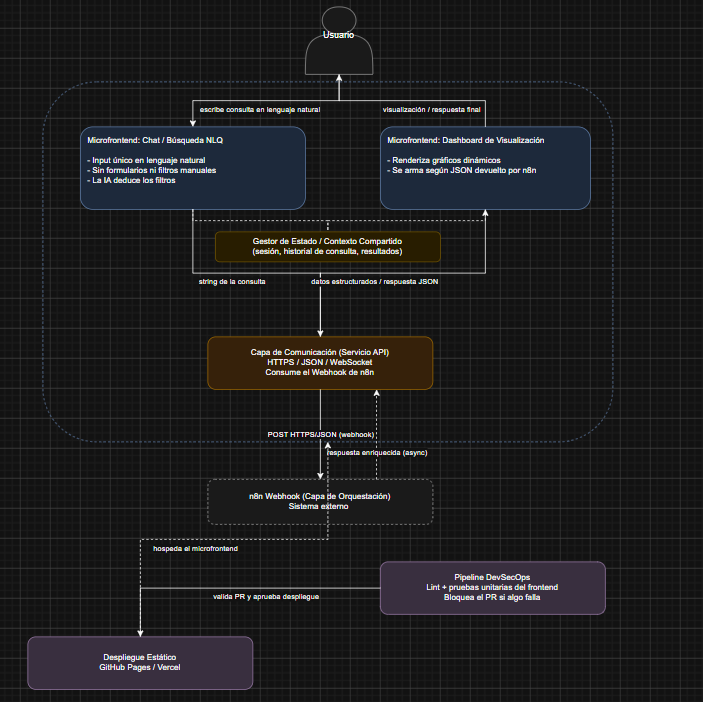 Usuario
escribe consulta en lenguaje natural
visualización / respuesta final
Microfrontend: Chat / Búsqueda NLQ
- Input único en lenguaje natural
- Sin formularios ni filtros manuales
- La IA deduce los filtros
Microfrontend: Dashboard de Visualización
- Renderiza gráficos dinámicos
- Se arma según JSON devuelto por n8n
Gestor de Estado / Contexto Compartido
(sesión, historial de consulta, resultados)
string de la consulta
datos estructurados / respuesta JSON
Capa de Comunicación (Servicio API)
HTTPS / JSON / WebSocket
Consume el Webhook de n8n
POST HTTPS/JSON (webhook)
respuesta enriquecida (async)
n8n Webhook (Capa de Orquestación)
Sistema externo
hospeda el microfrontend
Pipeline DevSecOps
Lint + pruebas unitarias del frontend
Bloquea el PR si algo falla
valida PR y aprueba despliegue
Despliegue Estático
GitHub Pages / Vercel